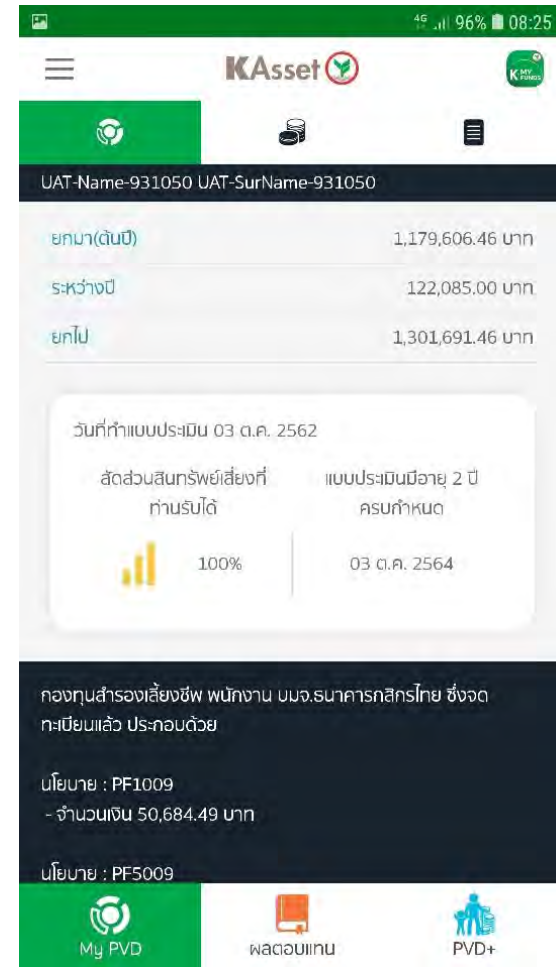 4G 96% 08:25
KAsset
K MY FUNDS
UAT-Name-931050 UAT-SurName-931050
ยกมา(ต้นปี) 1,179,606.46 บาท
ระหว่างปี 122,085.00 บาท
ยกไป 1,301,691.46 บาท
วันที่ทำแบบประเมิน 03 ต.ค. 2562
สัดส่วนสินทรัพย์เสี่ยงที่
ท่านรับได้
แบบประเมินมีอายุ 2 ปี
ครบกำหนด
100%
03 ต.ค. 2564
กองทุนสำรองเลี้ยงชีพ พนักงาน บมจ.ธนาคารกสิกรไทย ซึ่งจด
ทะเบียนแล้ว ประกอบด้วย
นโยบาย : PF1009
- จำนวนเงิน 50,684.49 บาท
นโยบาย : PF5009
My PVD
ผลตอบแทน
PVD+